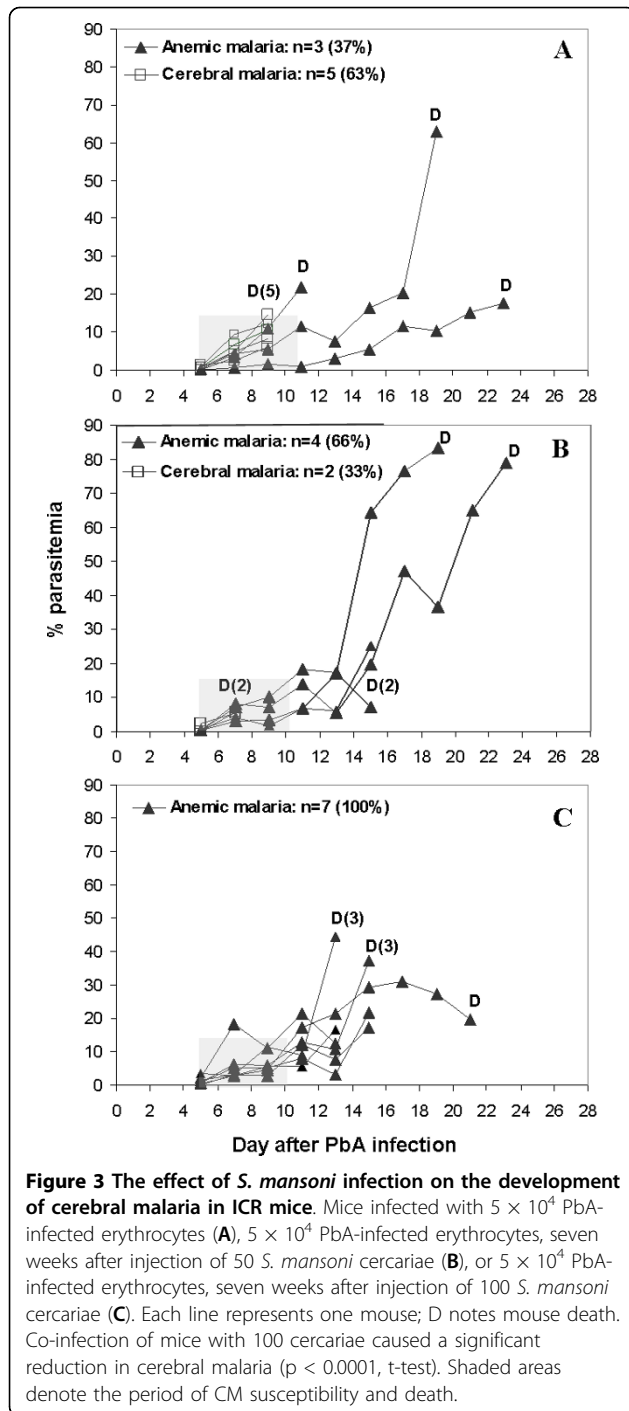 Anemic malaria: n=3 (37%)
Cerebral malaria: n=5 (63%)
A
90
80
70
60
50
40
30
20
10
0
D
D(5)
D
D
0 2 4 6 8 10 12 14 16 18 20 22 24 26 28
Anemic malaria: n=4 (66%)
Cerebral malaria: n=2 (33%)
B
90
80
70
60
50
40
30
20
10
0
D
D
D(2)
D(2)
0 2 4 6 8 10 12 14 16 18 20 22 24 26 28
% parasitemia
Anemic malaria: n=7 (100%)
C
90
80
70
60
50
40
30
20
10
0
D(3)
D(3)
D
0 2 4 6 8 10 12 14 16 18 20 22 24 26 28
Day after PbA infection
Figure 3 The effect of S. mansoni infection on the development
of cerebral malaria in ICR mice. Mice infected with 5 × 10⁴ PbA-
infected erythrocytes (A), 5 × 10⁴ PbA-infected erythrocytes, seven
weeks after injection of 50 S. mansoni cercariae (B), or 5 × 10⁴ PbA-
infected erythrocytes, seven weeks after injection of 100 S. mansoni
cercariae (C). Each line represents one mouse; D notes mouse death.
Co-infection of mice with 100 cercariae caused a significant
reduction in cerebral malaria (p < 0.0001, t-test). Shaded areas
denote the period of CM susceptibility and death.